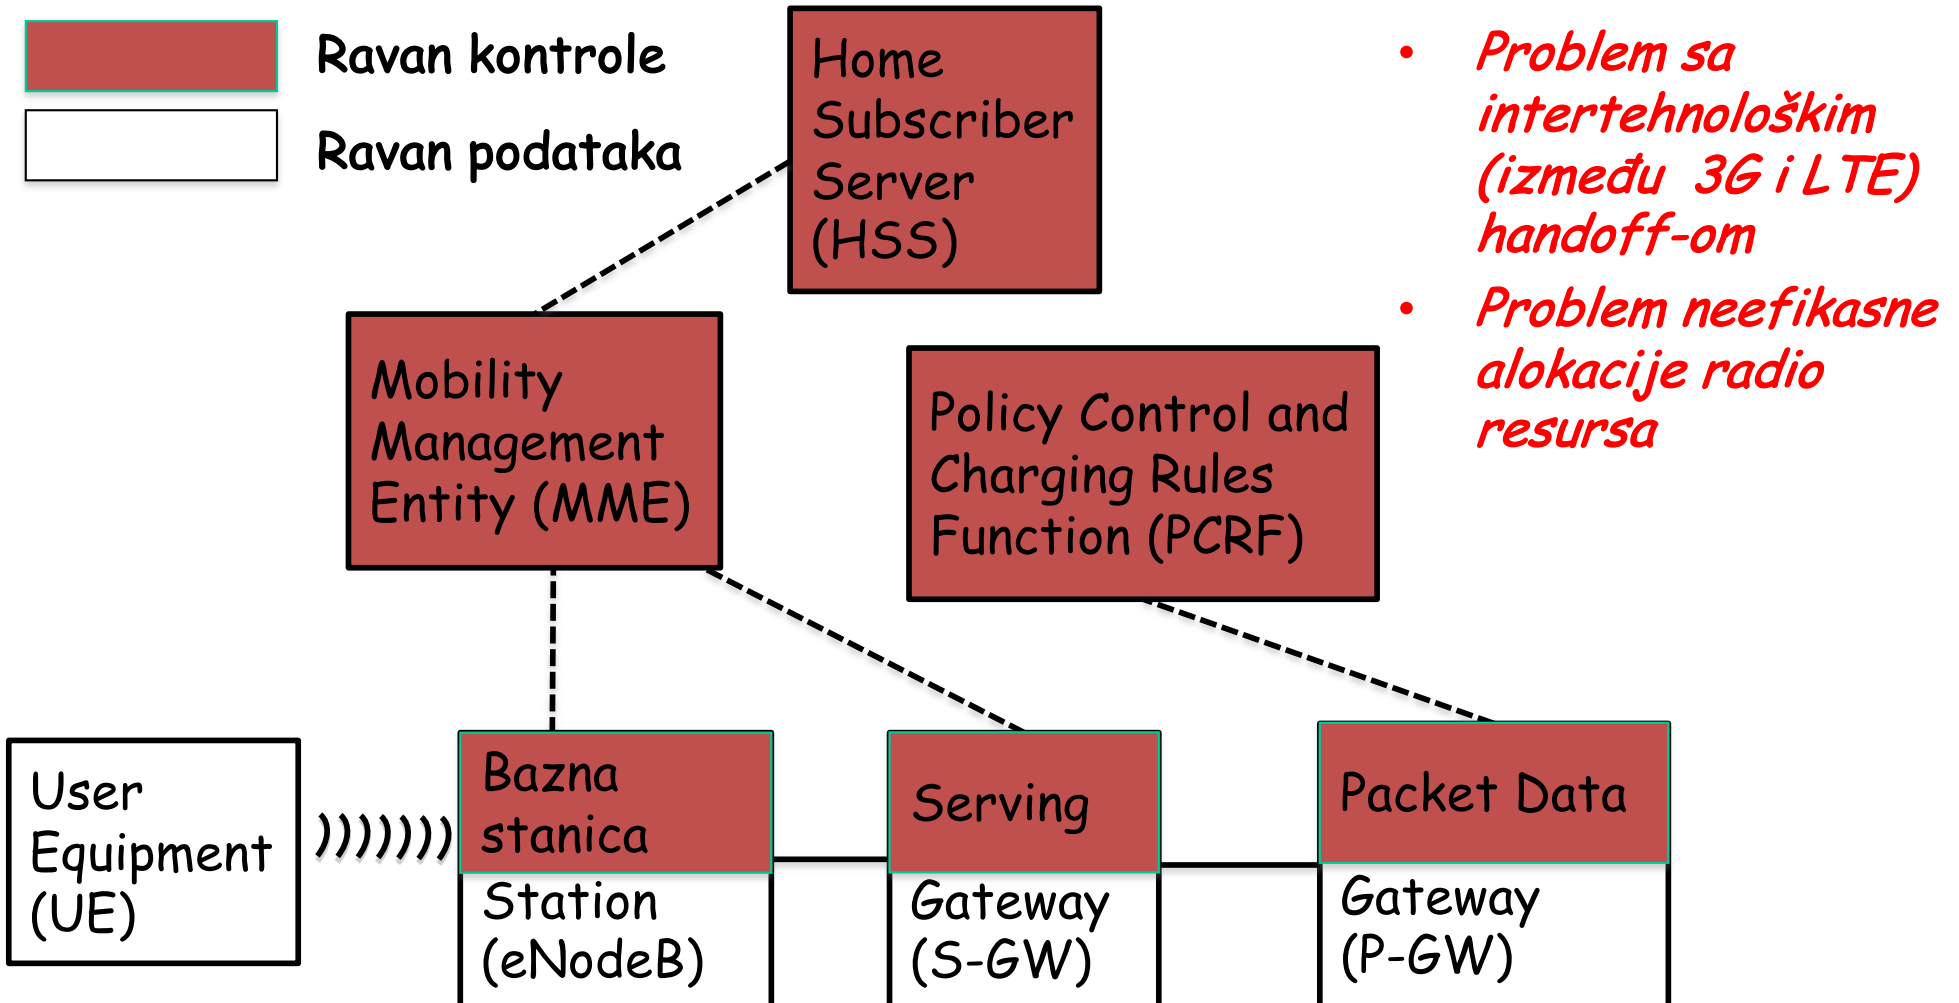 Ravan kontrole
Ravan podataka
Home
Subscriber
Server
(HSS)
• Problem sa
intertehnološkim
(između 3G i LTE)
handoff-om
• Problem neefikasne
alokacije radio
resursa
Mobility
Management
Entity (MME)
Policy Control and
Charging Rules
Function (PCRF)
User
Equipment
(UE)
Bazna
stanica
Station
(eNodeB)
Serving
Gateway
(S-GW)
Packet Data
Gateway
(P-GW)